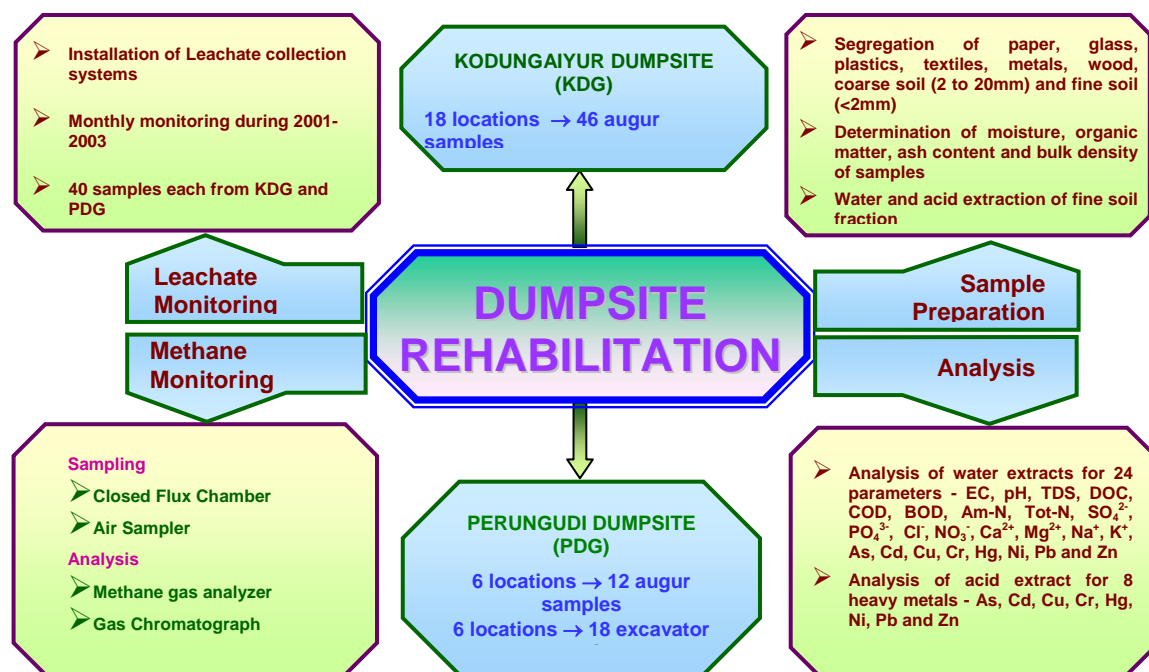 Installation of Leachate collection
systems
Monthly monitoring during 2001-
2003
40 samples each from KDG and
PDG
KODUNGAIYUR DUMPSITE
(KDG)
18 locations → 46 augur
samples
Segregation of paper, glass,
plastics, textiles, metals, wood,
coarse soil (2 to 20mm) and fine soil
(<2mm)
Determination of moisture, organic
matter, ash content and bulk density
of samples
Water and acid extraction of fine soil
fraction
Leachate
Monitoring
Methane
Monitoring
DUMPSITE
REHABILITATION
Sample
Preparation
Analysis
Sampling
Closed Flux Chamber
Air Sampler
Analysis
Methane gas analyzer
Gas Chromatograph
PERUNGUDI DUMPSITE
(PDG)
6 locations → 12 augur
samples
6 locations → 18 excavator
Analysis of water extracts for 24
parameters - EC, pH, TDS, DOC,
COD, BOD, Am-N, Tot-N, SO₄²⁻,
PO₄³⁻, Cl⁻, NO₃⁻, Ca²⁺, Mg²⁺, Na⁺, K⁺,
As, Cd, Cu, Cr, Hg, Ni, Pb and Zn
Analysis of acid extract for 8
heavy metals - As, Cd, Cu, Cr, Hg,
Ni, Pb and Zn